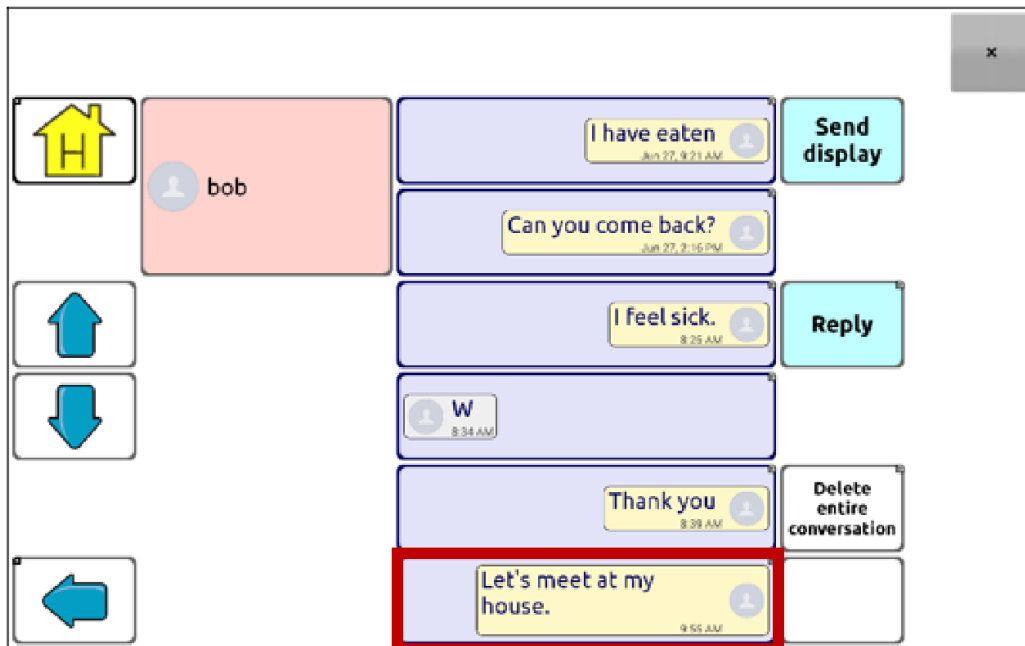 ×
H
bob
I have eaten
Jun 27, 9:21 AM
Send
display
Can you come back?
Jun 27, 2:16 PM
I feel sick.
8:25 AM
Reply
W
8:34 AM
Thank you
8:39 AM
Delete
entire
conversation
Let's meet at my
house.
9:55 AM